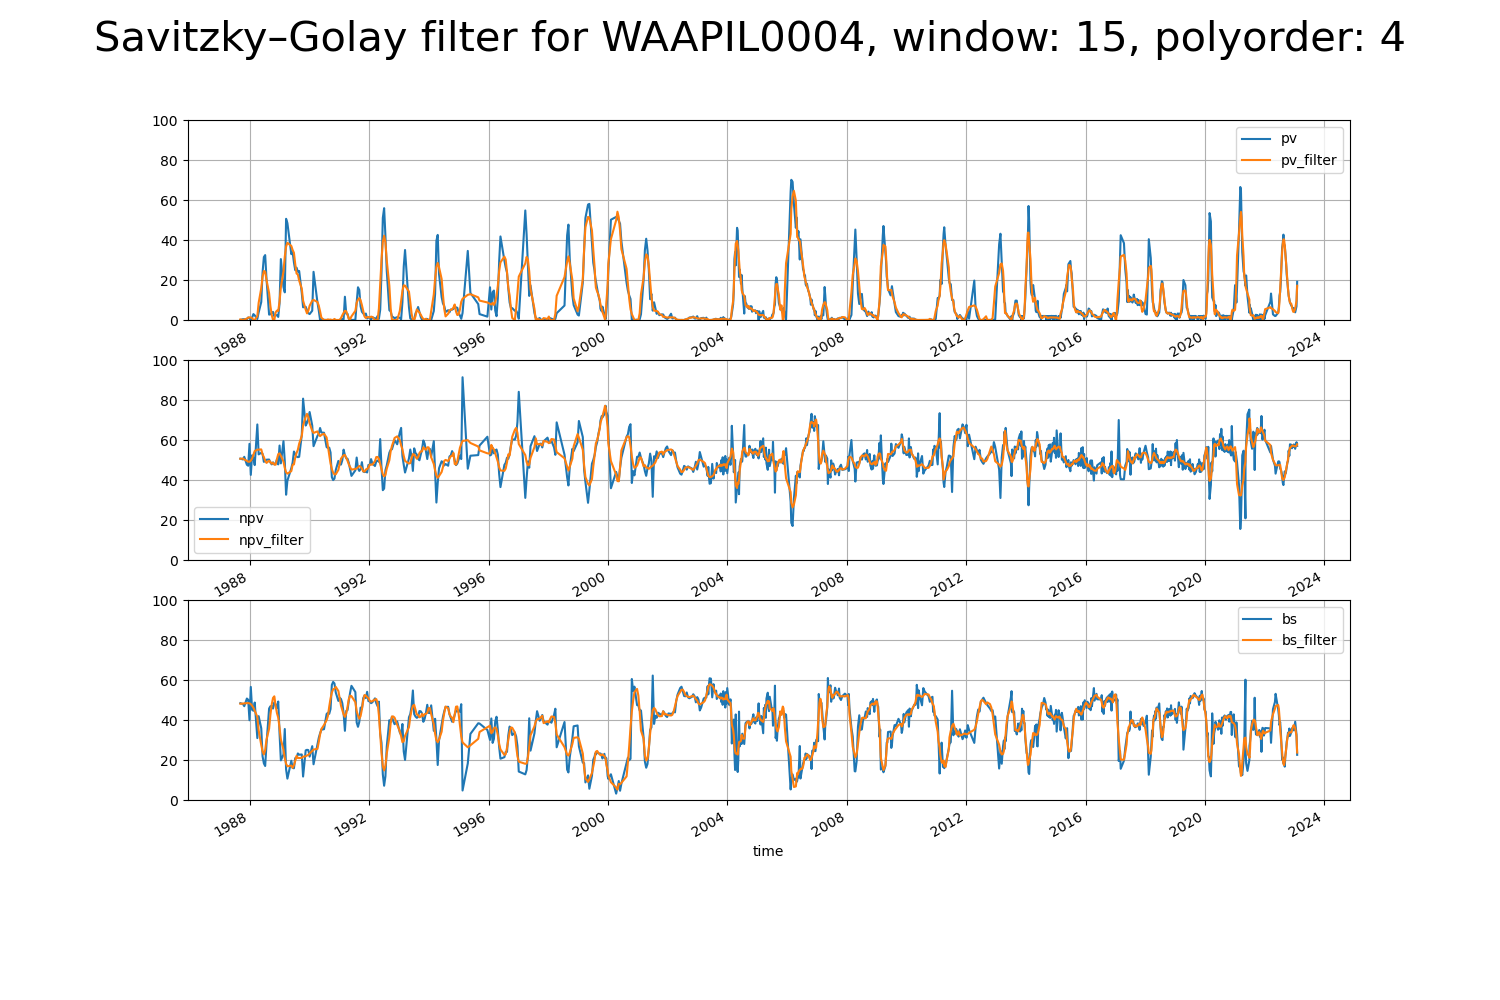 Savitzky–Golay filter for WAAPIL0004, window: 15, polyorder: 4
100
80
60
40
20
0
pv
pv_filter
1988 1992 1996 2000 2004 2008 2012 2016 2020 2024
100
80
60
40
20
0
npv
npv_filter
1988 1992 1996 2000 2004 2008 2012 2016 2020 2024
100
80
60
40
20
0
bs
bs_filter
1988 1992 1996 2000 2004 2008 2012 2016 2020 2024
time